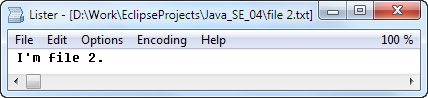 Lister - [D:\Work\EclipseProjects\Java_SE_04\file 2.txt]
File Edit Options Encoding Help 100 %
I'm file 2.